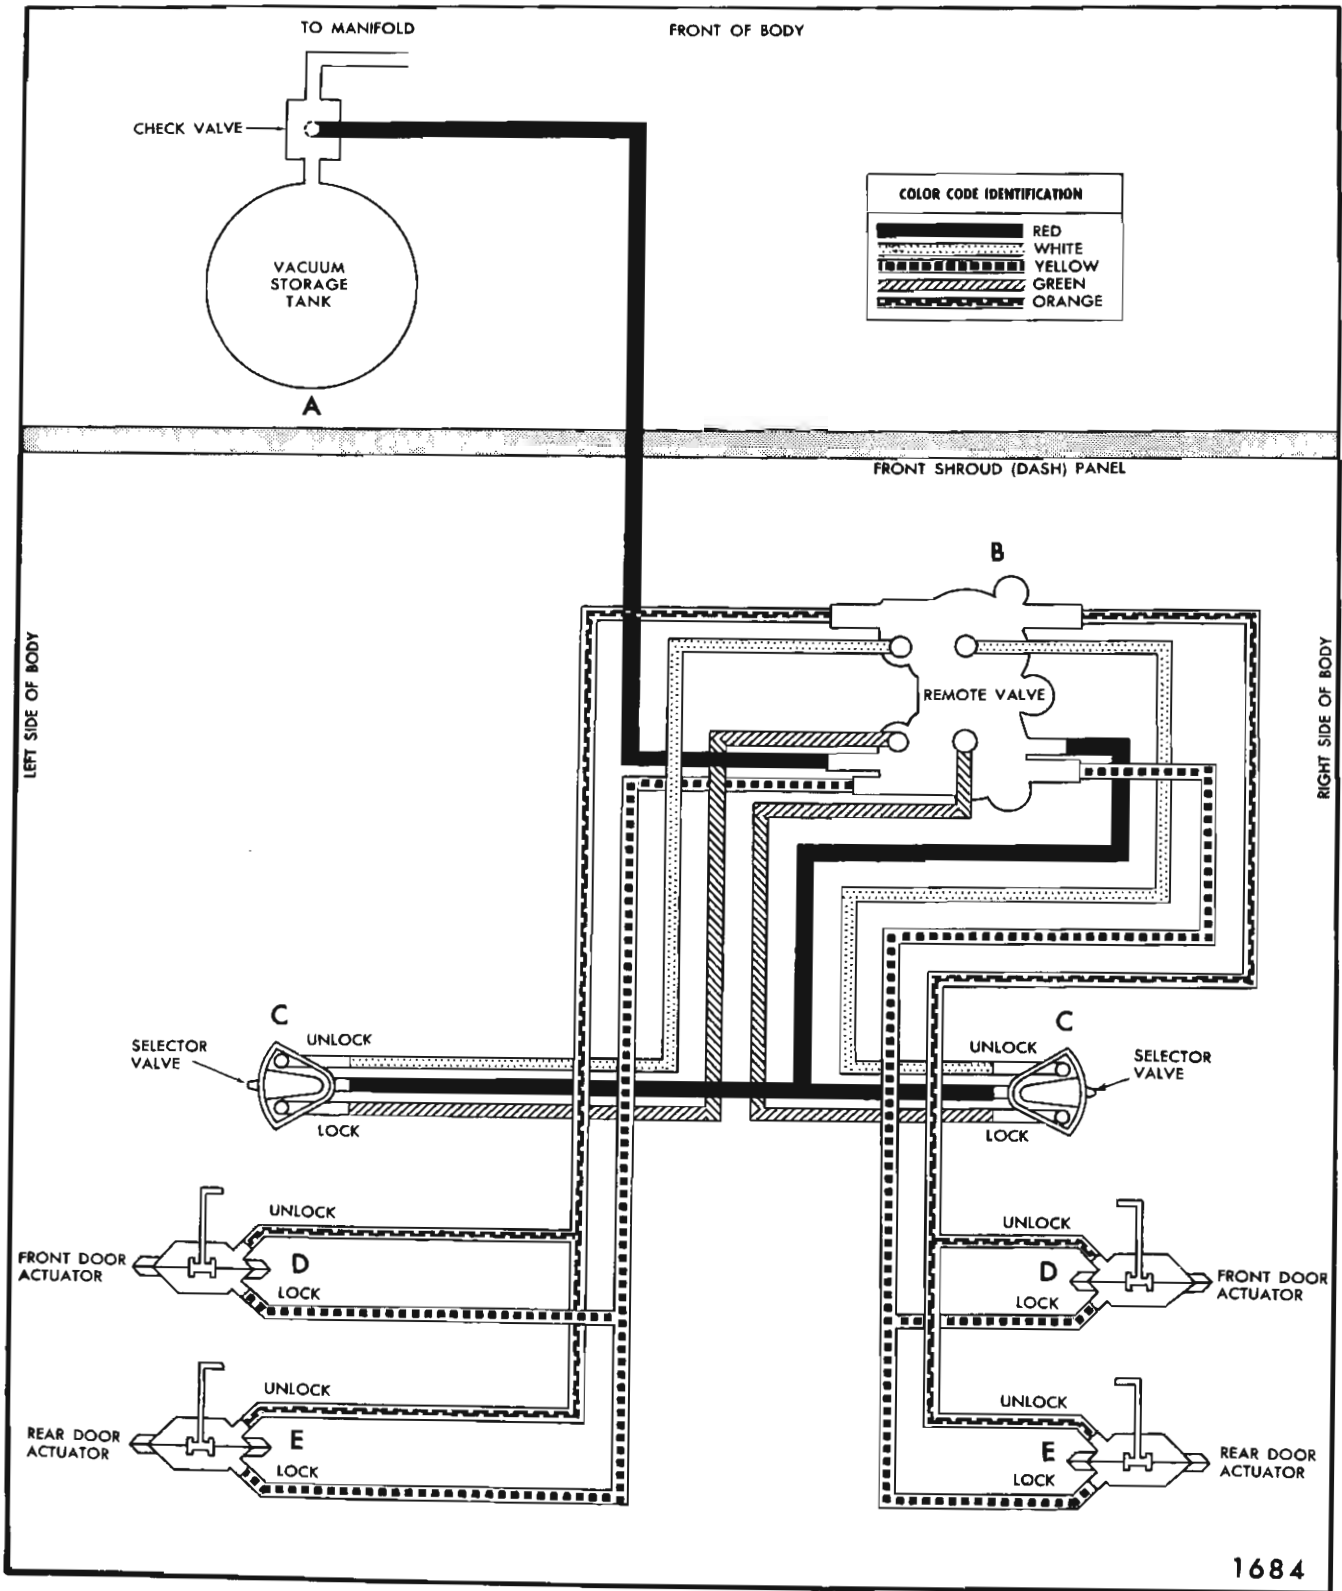 TO MANIFOLD
FRONT OF BODY
CHECK VALVE
COLOR CODE IDENTIFICATION
RED
WHITE
YELLOW
GREEN
ORANGE
VACUUM
STORAGE
TANK
A
FRONT SHROUD (DASH) PANEL
B
LEFT SIDE OF BODY
RIGHT SIDE OF BODY
REMOTE VALVE
C
UNLOCK
SELECTOR
VALVE
LOCK
C
UNLOCK
SELECTOR
VALVE
LOCK
UNLOCK
FRONT DOOR
ACTUATOR
D
LOCK
UNLOCK
D
FRONT DOOR
ACTUATOR
LOCK
UNLOCK
REAR DOOR
ACTUATOR
E
LOCK
UNLOCK
E
REAR DOOR
ACTUATOR
LOCK
1684